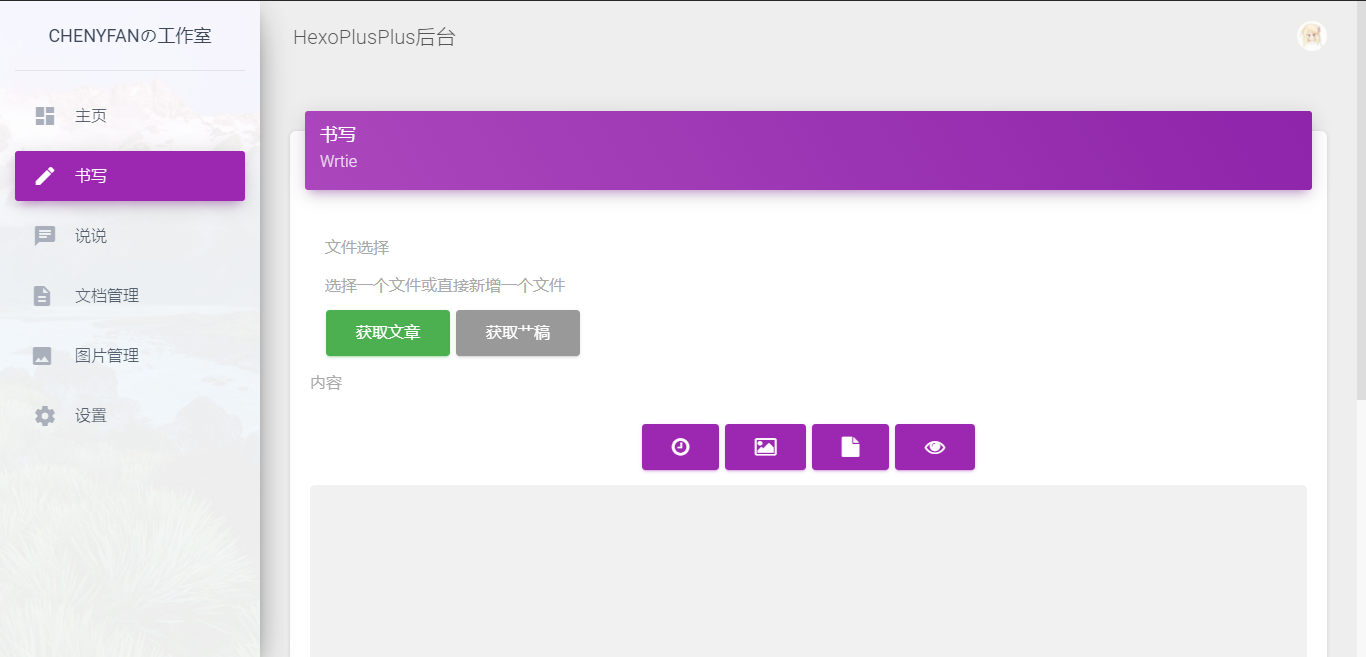 CHENYFANの工作室
主页
书写
说说
文档管理
图片管理
设置
HexoPlusPlus后台
书写
Wrtie
文件选择
选择一个文件或直接新增一个文件
获取文章
获取艹稿
内容